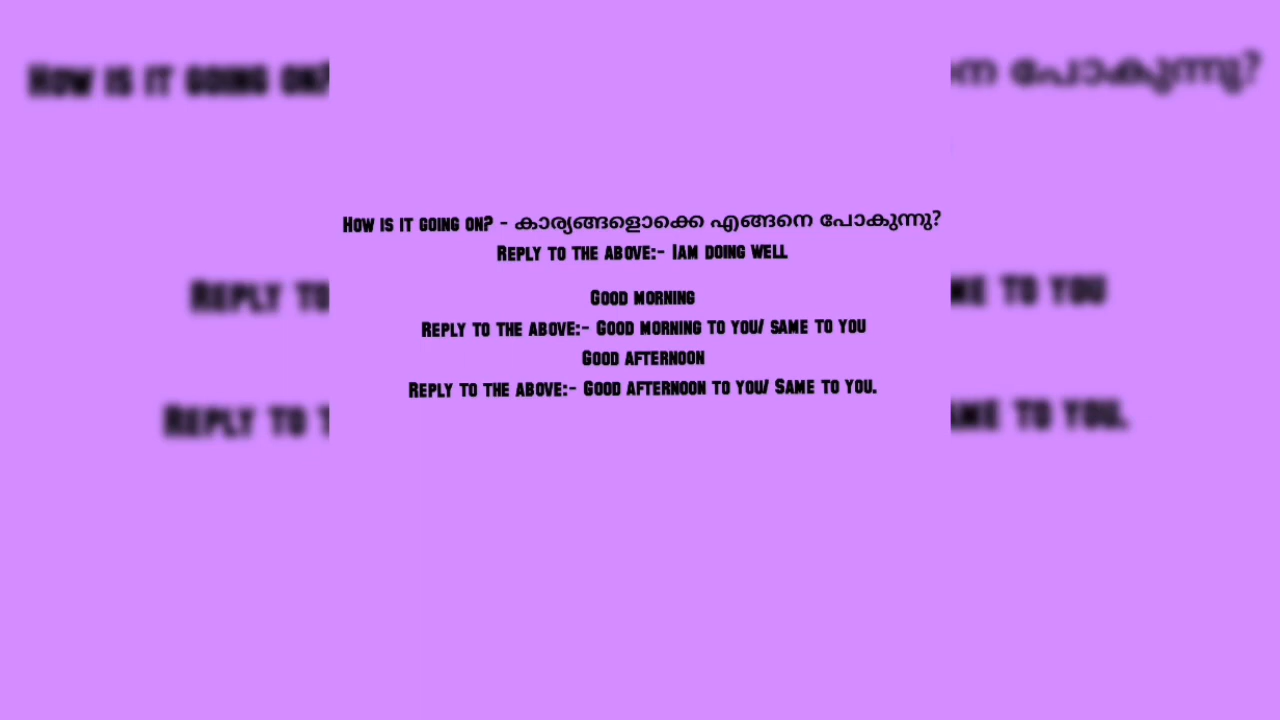 How is it going on? - കാര്യങ്ങളൊക്കെ എങ്ങനെ പോകുന്നു?
Reply to the above:- Iam doing well
Good morning
Reply to the above:- Good morning to you/ same to you
Good afternoon
Reply to the above:- Good afternoon to you/ Same to you.